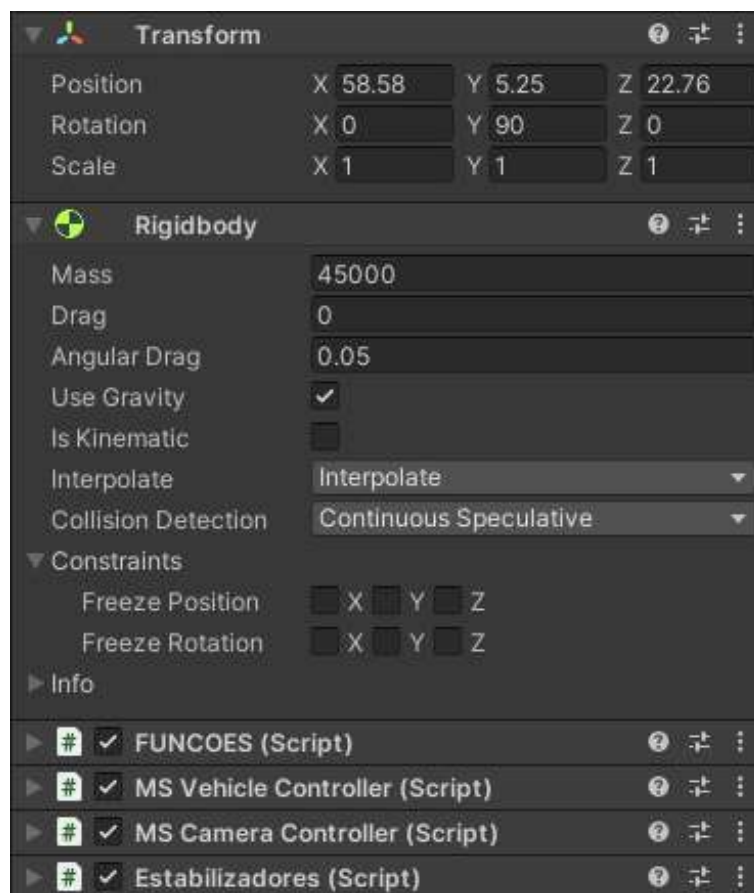 Transform
Position X 58.58 Y 5.25 Z 22.76
Rotation X 0 Y 90 Z 0
Scale X 1 Y 1 Z 1
Rigidbody
Mass 45000
Drag 0
Angular Drag 0.05
Use Gravity
Is Kinematic
Interpolate Interpolate
Collision Detection Continuous Speculative
Constraints
Freeze Position X Y Z
Freeze Rotation X Y Z
Info
# FUNCOES (Script)
# MS Vehicle Controller (Script)
# MS Camera Controller (Script)
# Estabilizadores (Script)